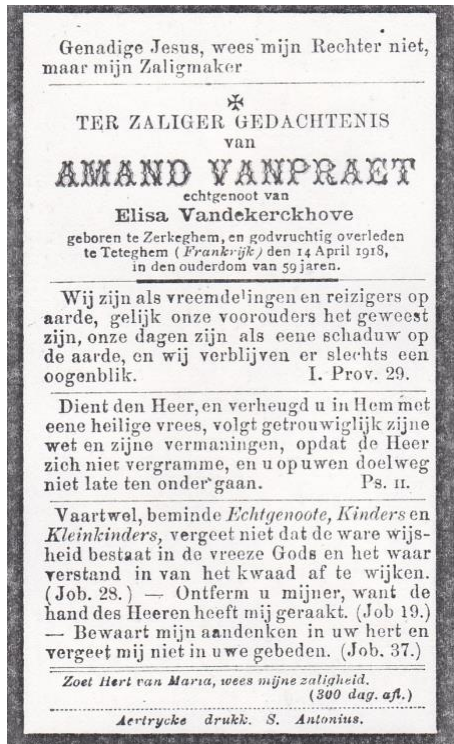 Genadige Jesus, wees mijn Rechter niet,
maar mijn Zaligmaker
✠
TER ZALIGER GEDACHTENIS
van
AMAND VANPRAET
echtgenoot van
Elisa Vandekerckhove
geboren te Zerkeghem, en godvruchtig overleden
te Teteghem (Frankrijk) den 14 April 1918,
in den ouderdom van 59 jaren.
Wij zijn als vreemdelingen en reizigers op
aarde, gelijk onze voorouders het geweest
zijn, onze dagen zijn als eene schaduw op
de aarde, en wij verblijven er slechts een
oogenblik. I. Prov. 29.
Dient den Heer, en verheugd u in Hem met
eene heilige vrees, volgt getrouwiglijk zijne
wet en zijne vermaningen, opdat de Heer
zich niet vergramme, en u op uwen doelweg
niet late ten onder gaan. Ps. II.
Vaartwel, beminde Echtgenoote, Kinders en
Kleinkinders, vergeet niet dat de ware wijs-
heid bestaat in de vreeze Gods en het waar
verstand in van het kwaad af te wijken.
(Job. 28.) — Ontferm u mijner, want de
hand des Heeren heeft mij geraakt. (Job 19.)
— Bewaart mijn aandenken in uw hert en
vergeet mij niet in uwe gebeden. (Job. 37.)
Zoet Hert van Maria, wees mijne zaligheid.
(300 dag. afl.)
Aertrycke drukk. S. Antonius.